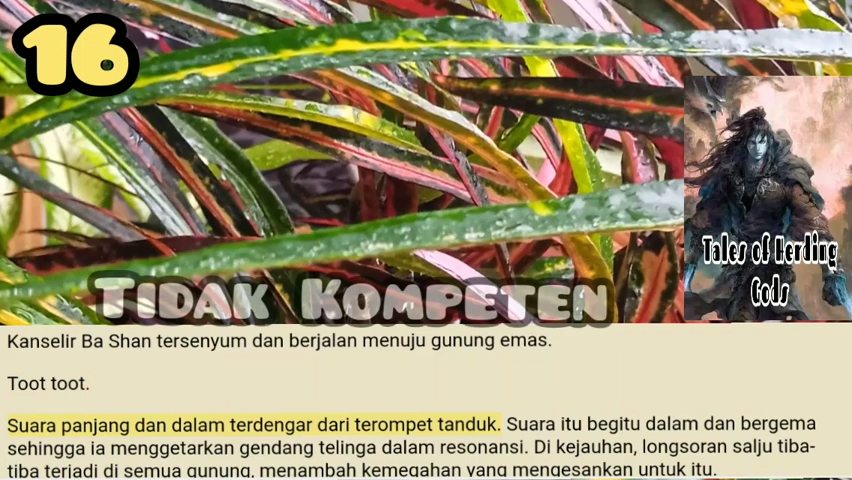 16
Tales of Herding
Gods
TIDAK KOMPETEN
Kanselir Ba Shan tersenyum dan berjalan menuju gunung emas.
Toot toot.
Suara panjang dan dalam terdengar dari terompet tanduk. Suara itu begitu dalam dan bergema
sehingga ia menggetarkan gendang telinga dalam resonansi. Di kejauhan, longsoran salju tiba-
tiba terjadi di semua gunung, menambah kemegahan yang mengesankan untuk itu.